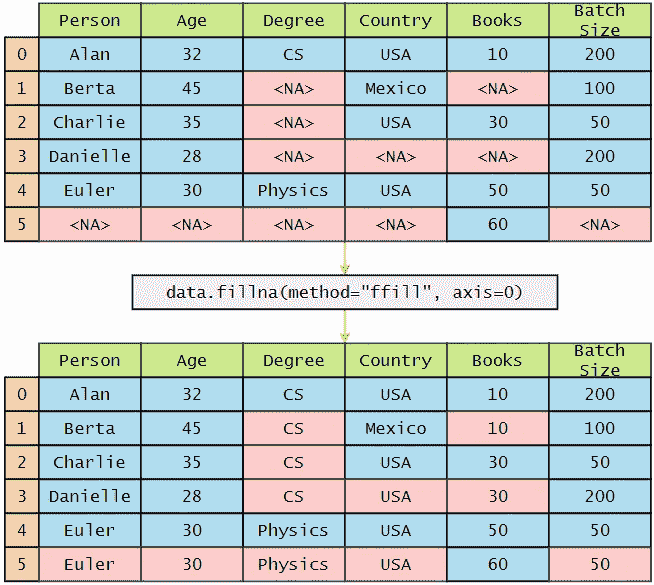 Person Age Degree Country Books Batch Size
0 Alan 32 CS USA 10 200
1 Berta 45 <NA> Mexico <NA> 100
2 Charlie 35 <NA> USA 30 50
3 Danielle 28 <NA> <NA> <NA> 200
4 Euler 30 Physics USA 50 50
5 <NA> <NA> <NA> <NA> 60 <NA>
data.fillna(method="ffill", axis=0)
Person Age Degree Country Books Batch Size
0 Alan 32 CS USA 10 200
1 Berta 45 CS Mexico 10 100
2 Charlie 35 CS USA 30 50
3 Danielle 28 CS USA 30 200
4 Euler 30 Physics USA 50 50
5 Euler 30 Physics USA 60 50